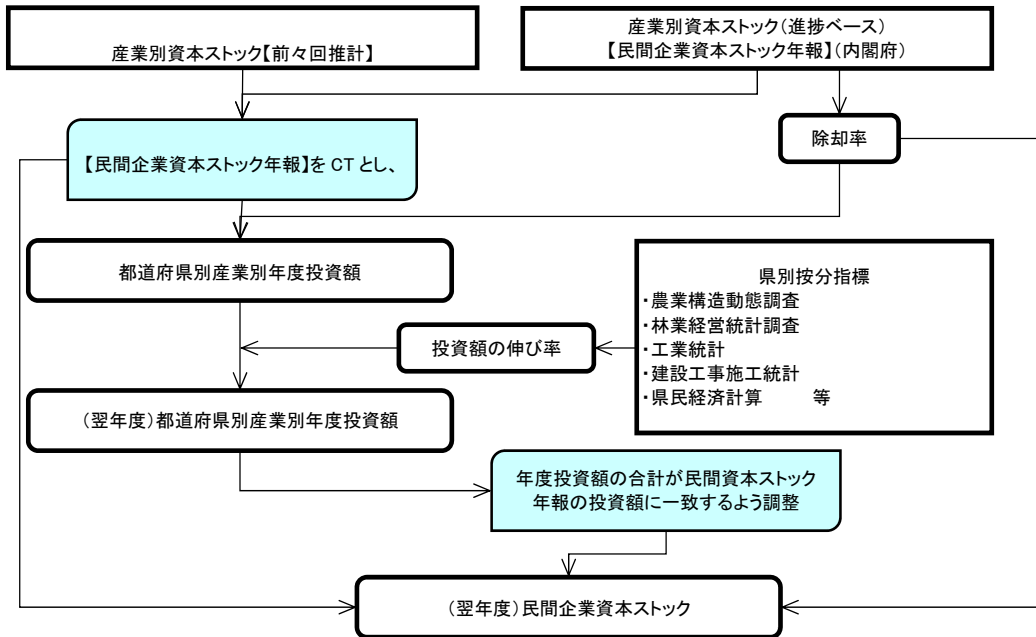 産業別資本ストック【前々回推計】
産業別資本ストック(進捗ベース)
【民間企業資本ストック年報】(内閣府)
除却率
【民間企業資本ストック年報】を CT とし、
都道府県別産業別年度投資額
県別按分指標
・農業構造動態調査
・林業経営統計調査
・工業統計
・建設工事施工統計
・県民経済計算 等
投資額の伸び率
(翌年度)都道府県別産業別年度投資額
年度投資額の合計が民間資本ストック
年報の投資額に一致するよう調整
(翌年度)民間企業資本ストック